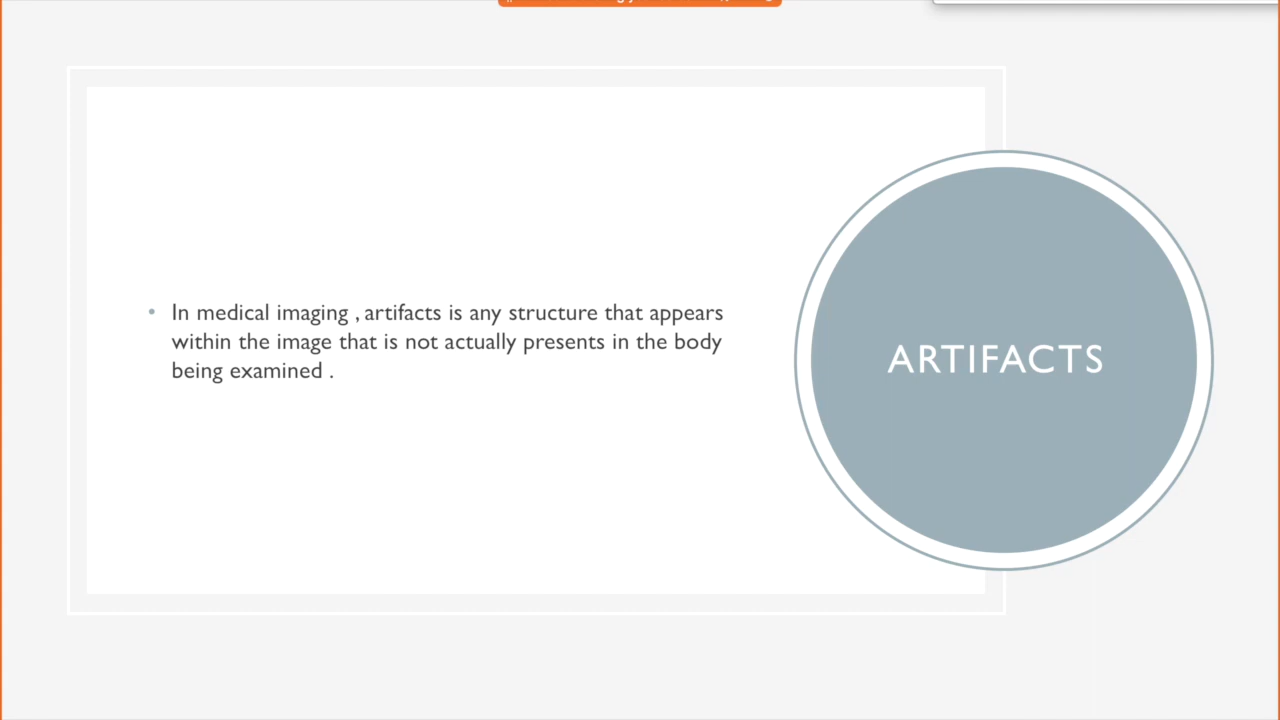 In medical imaging , artifacts is any structure that appears
within the image that is not actually presents in the body
being examined .
ARTIFACTS